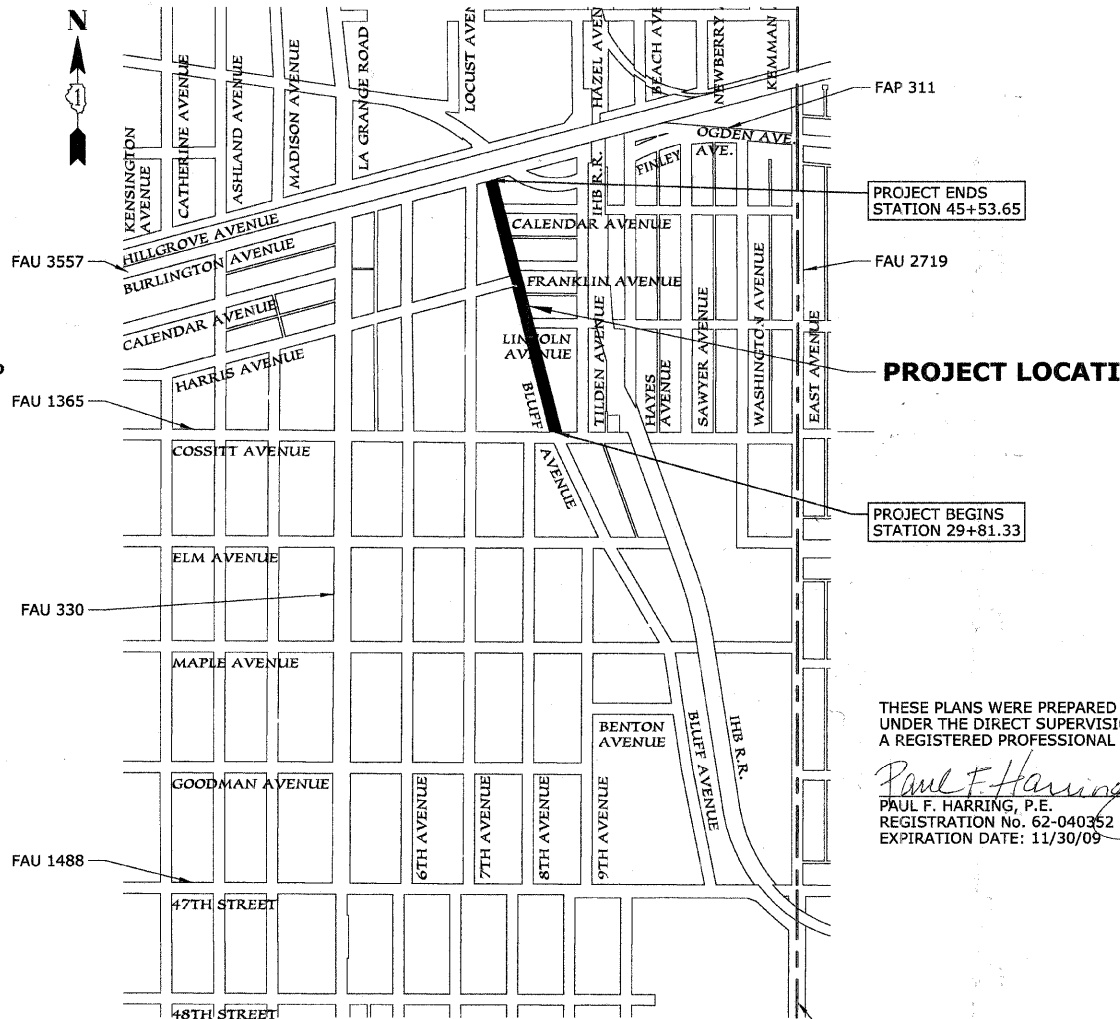 N
KENSINGTON
AVENUE
CATHERINE AVENUE
ASHLAND AVENUE
MADISON AVENUE
LA GRANGE ROAD
LOCUST AVEN
HAZEL AVEN
BEACH AVE
NEWBERRY
KEMMAN
FAP 311
OGDEN AVE.
AVE.
FINLEY
IHB R.R.
PROJECT ENDS
STATION 45+53.65
HILLGROVE AVENUE
CALENDAR AVENUE
FAU 3557
BURLINGTON AVENUE
FAU 2719
FRANKLIN AVENUE
CALENDAR AVENUE
LINCOLN
AVENUE
TILDEN AVENUE
HAYES
AVENUE
SAWYER AVENUE
WASHINGTON AVENUE
EAST AVENUE
HARRIS AVENUE
PROJECT LOCATI
P
FAU 1365
BLUFF
AVENUE
COSSITT AVENUE
PROJECT BEGINS
STATION 29+81.33
ELM AVENUE
FAU 330
MAPLE AVENUE
BENTON
AVENUE
BLUFF AVENUE
IHB R.R.
THESE PLANS WERE PREPARED
UNDER THE DIRECT SUPERVISI
A REGISTERED PROFESSIONAL
Paul F. Harring
PAUL F. HARRING, P.E.
REGISTRATION No. 62-040352
EXPIRATION DATE: 11/30/09
GOODMAN AVENUE
6TH AVENUE
7TH AVENUE
8TH AVENUE
9TH AVENUE
FAU 1488
47TH STREET
48TH STREET